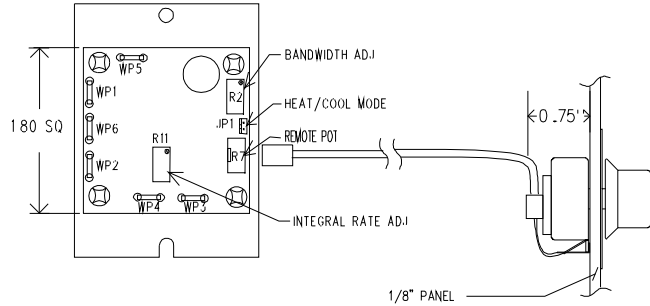 WP5
BANDWIDTH ADJ
WP1
R2
HEAT/COOL MODE
0.75"
180 SQ
WP6
JP1
R11
REMOTE POT
WP2
R7
WP4
WP3
INTEGRAL RATE ADJ
1/8" PANEL